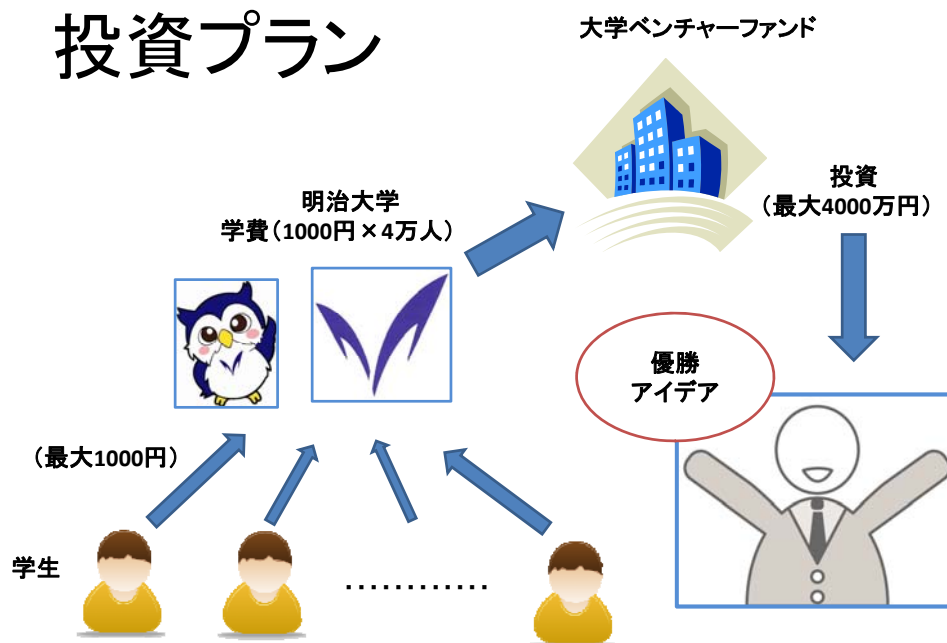 投資プラン
大学ベンチャーファンド
明治大学
学費(1000円×4万人)
投資
(最大4000万円)
優勝
アイデア
(最大1000円)
学生
............